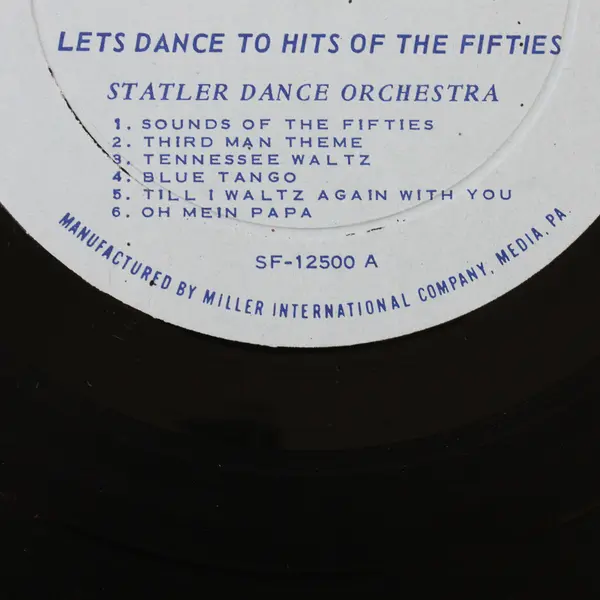 LETS DANCE TO HITS OF THE FIFTIES
STATLER DANCE ORCHESTRA
1. SOUNDS OF THE FIFTIES
2. THIRD MAN THEME
3. TENNESSEE WALTZ
4. BLUE TANGO
5. TILL I WALTZ AGAIN WITH YOU
6. OH MEIN PAPA
SF-12500 A
MANUFACTURED BY MILLER INTERNATIONAL COMPANY, MEDIA, PA.